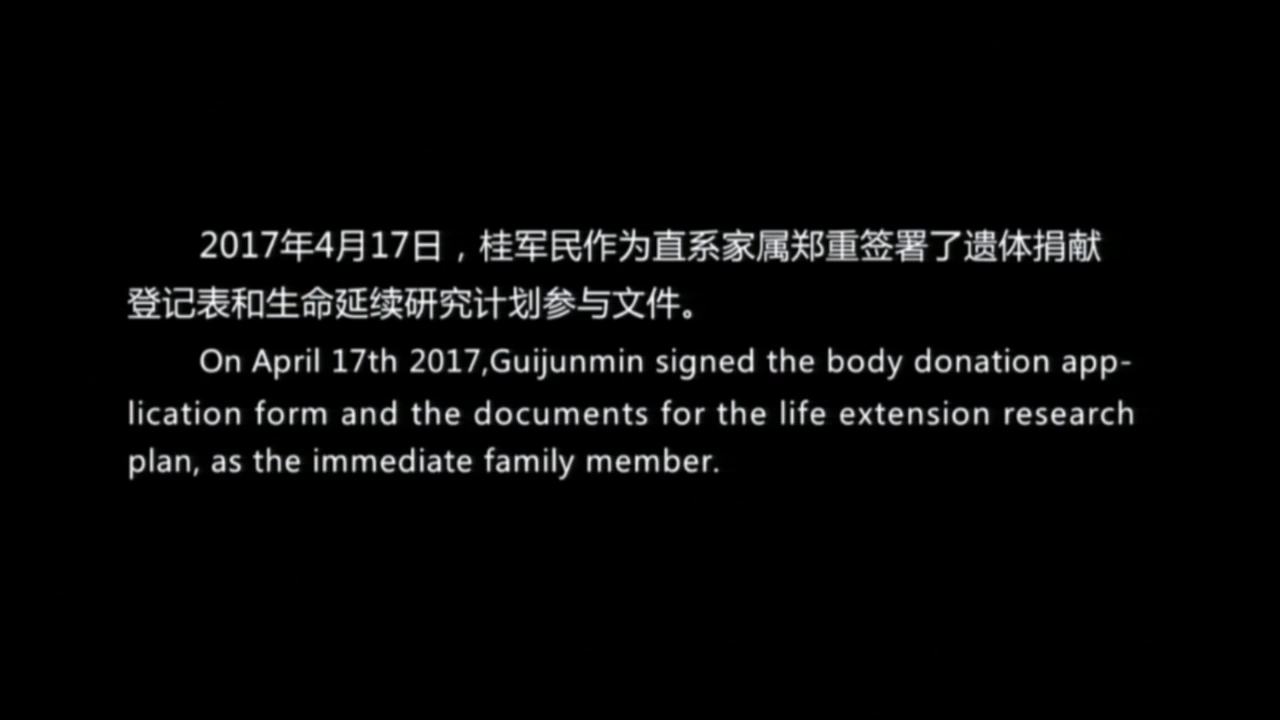 2017年4月17日，桂军民作为直系家属郑重签署了遗体捐献
登记表和生命延续研究计划参与文件。
On April 17th 2017,Guijunmin signed the body donation app-
lication form and the documents for the life extension research
plan, as the immediate family member.